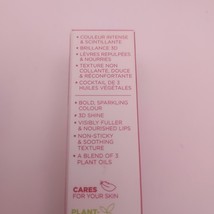 • COULEUR INTENSE
& SCINTILLANTE
• BRILLANCE 3D
• LÈVRES REPULPÉES
& NOURRIES
• TEXTURE NON
COLLANTE, DOUCE &
RÉCONFORTANTE
• COCKTAIL DE 3
HUILES VÉGÉTALES
• BOLD, SPARKLING
COLOUR
• 3D SHINE
• VISIBLY FULLER
& NOURISHED LIPS
• NON-STICKY
& SOOTHING
TEXTURE
• A BLEND OF 3
PLANT OILS
CARES
FOR YOUR SKIN
PLANT